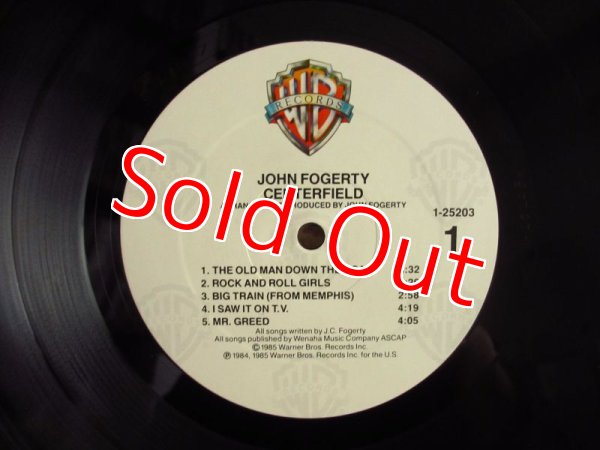 WB
RECORDS
JOHN FOGERTY
CENTERFIELD
PRODUCED BY JOHN FOGERTY
1-25203
1
1. THE OLD MAN DOWN THE :32
2. ROCK AND ROLL GIRLS
3. BIG TRAIN (FROM MEMPHIS) 2:58
4. I SAW IT ON T.V. 4:19
5. MR. GREED 4:05
All songs written by J.C. Fogerty
All songs published by Wenaha Music Company ASCAP
©1985 Warner Bros. Records Inc.
℗ 1984, 1985 Warner Bros. Records Inc. for the U.S
Sold Out